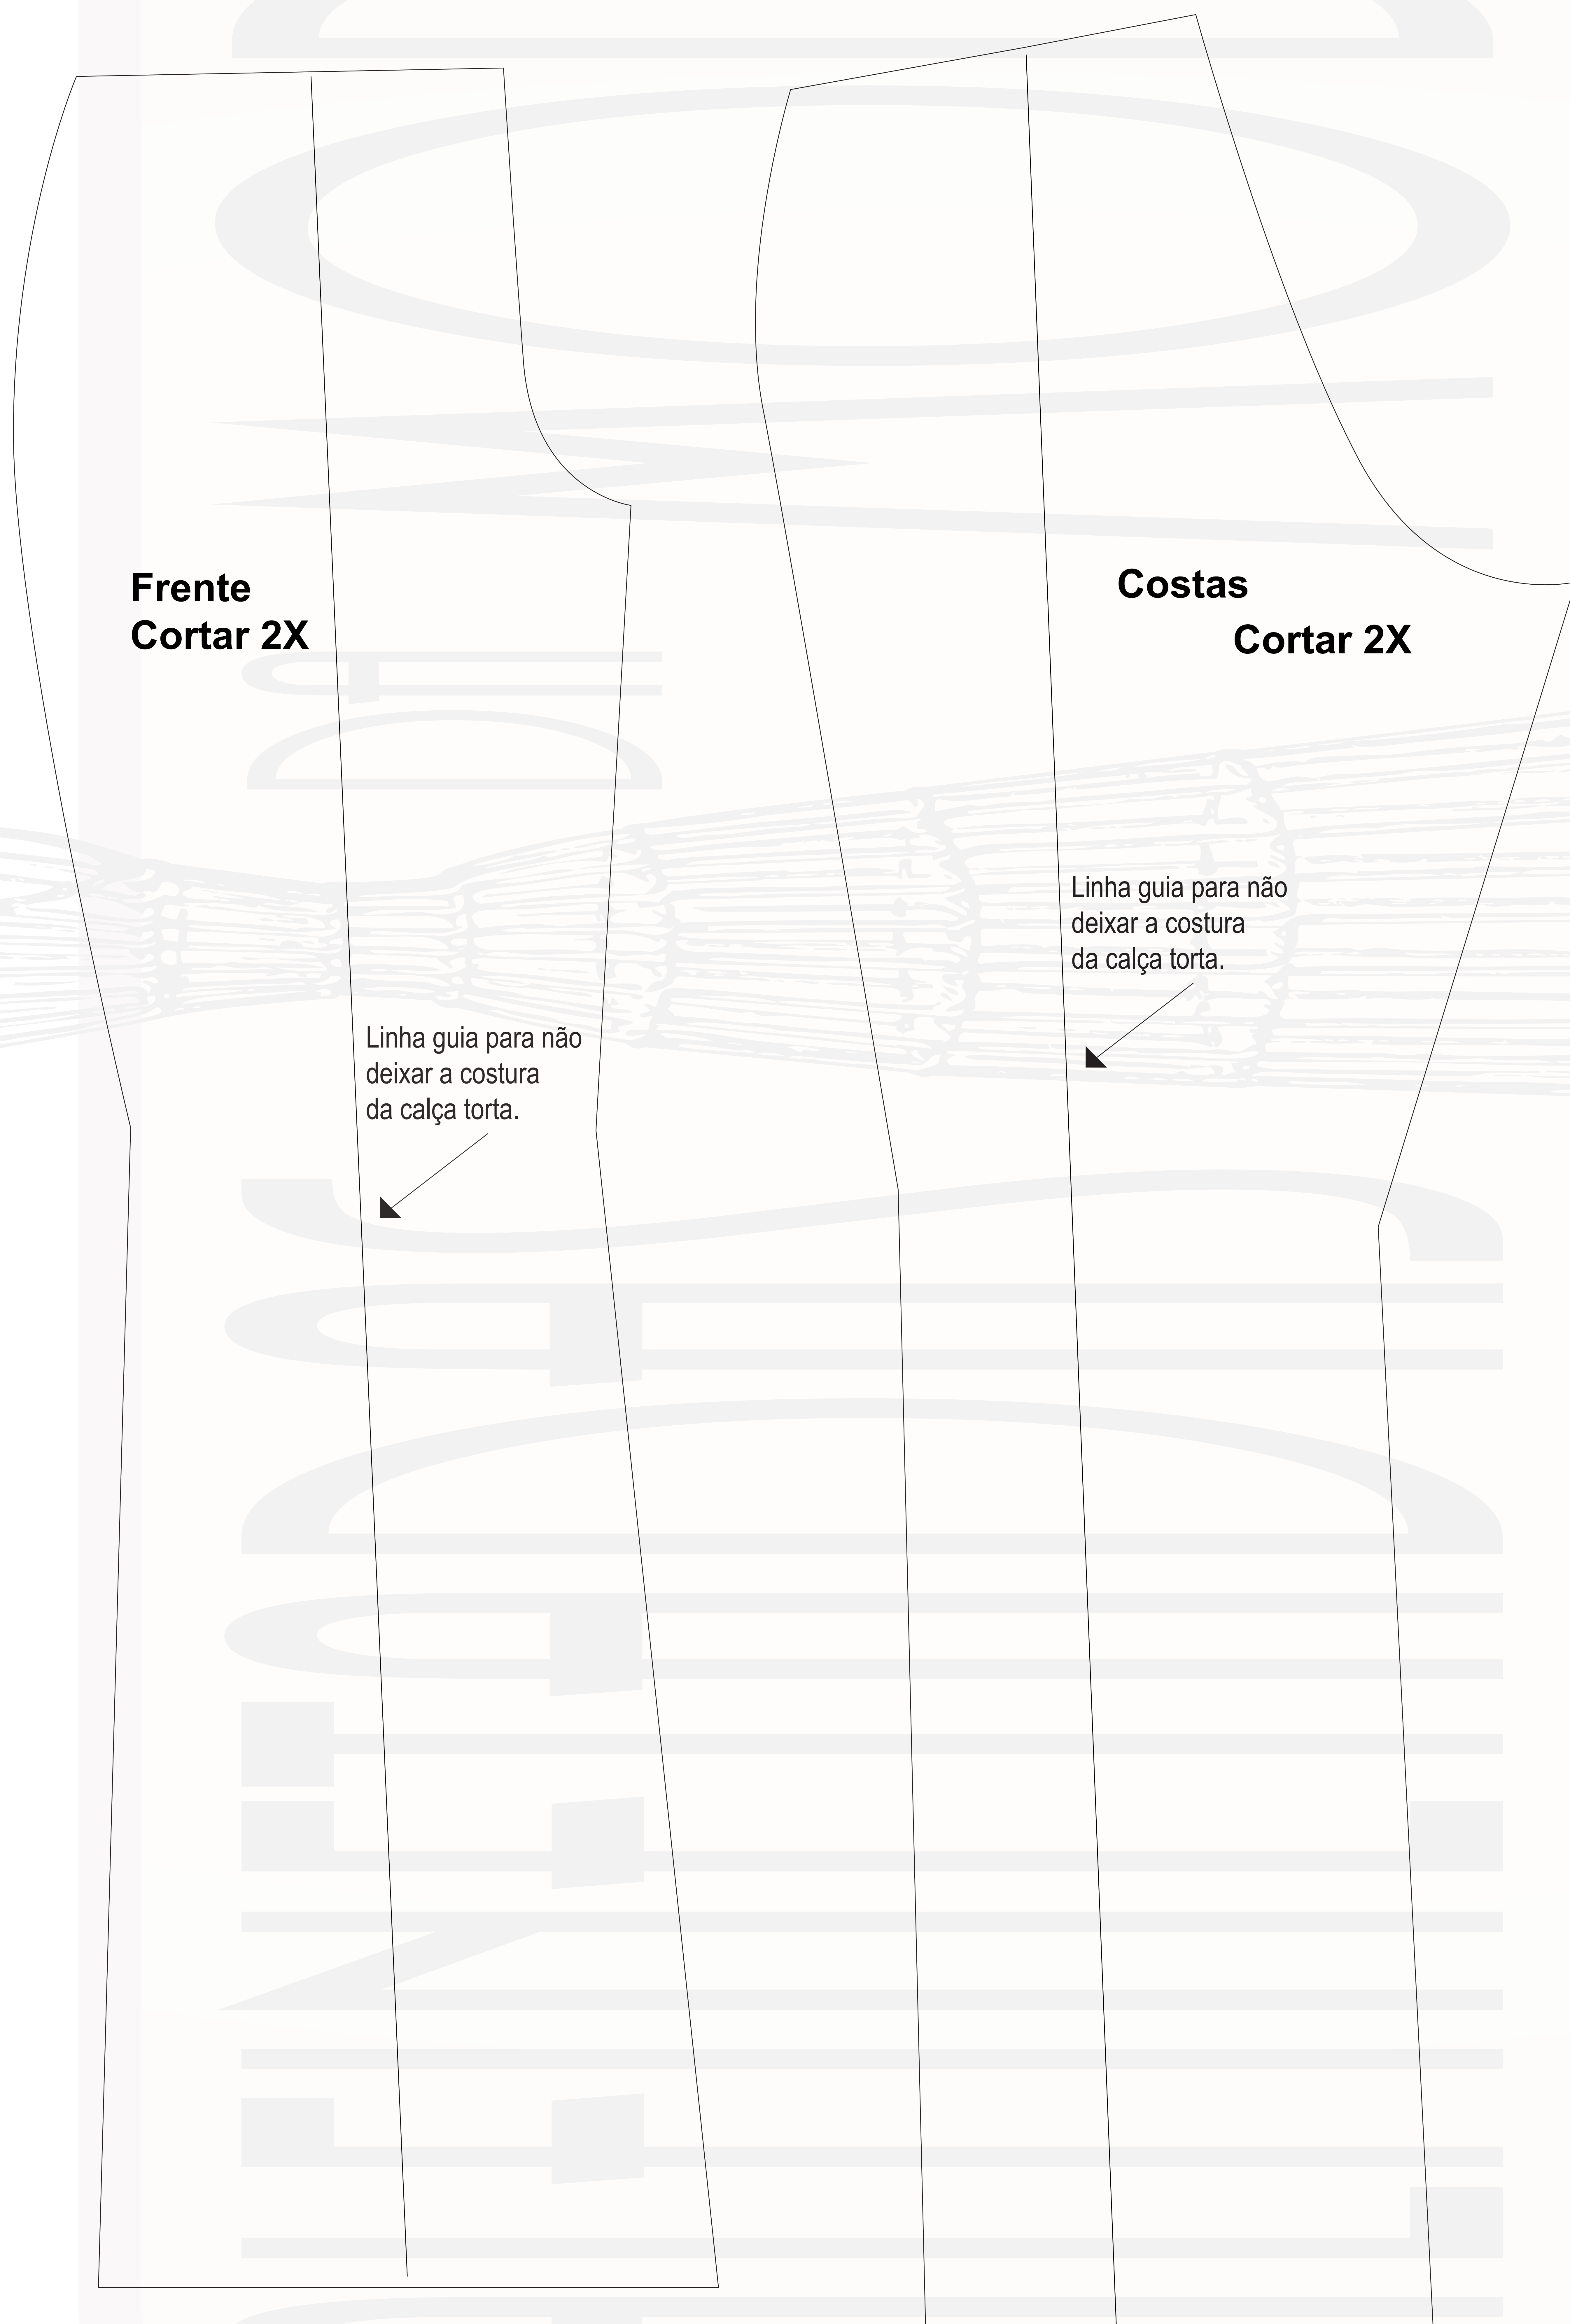 Frente
Cortar 2X
Costas
Cortar 2X
Linha guia para não
deixar a costura
da calça torta.
Linha guia para não
deixar a costura
da calça torta.